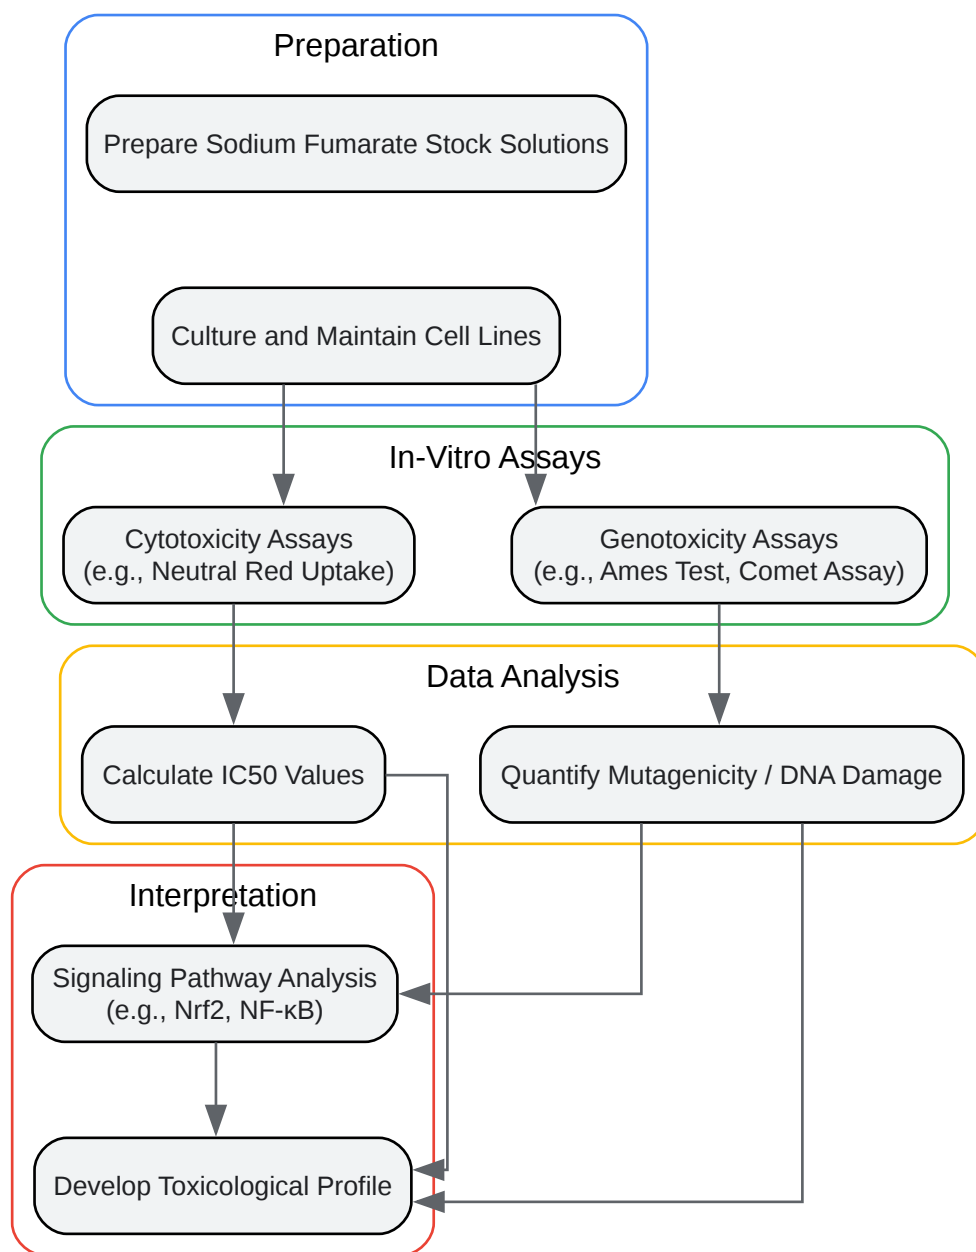 Preparation
Prepare Sodium Fumarate Stock Solutions
Culture and Maintain Cell Lines
In-Vitro Assays
Cytotoxicity Assays
(e.g., Neutral Red Uptake)
Genotoxicity Assays
(e.g., Ames Test, Comet Assay)
Data Analysis
Calculate IC50 Values
Quantify Mutagenicity / DNA Damage
Interpretation
Signaling Pathway Analysis
(e.g., Nrf2, NF-κB)
Develop Toxicological Profile